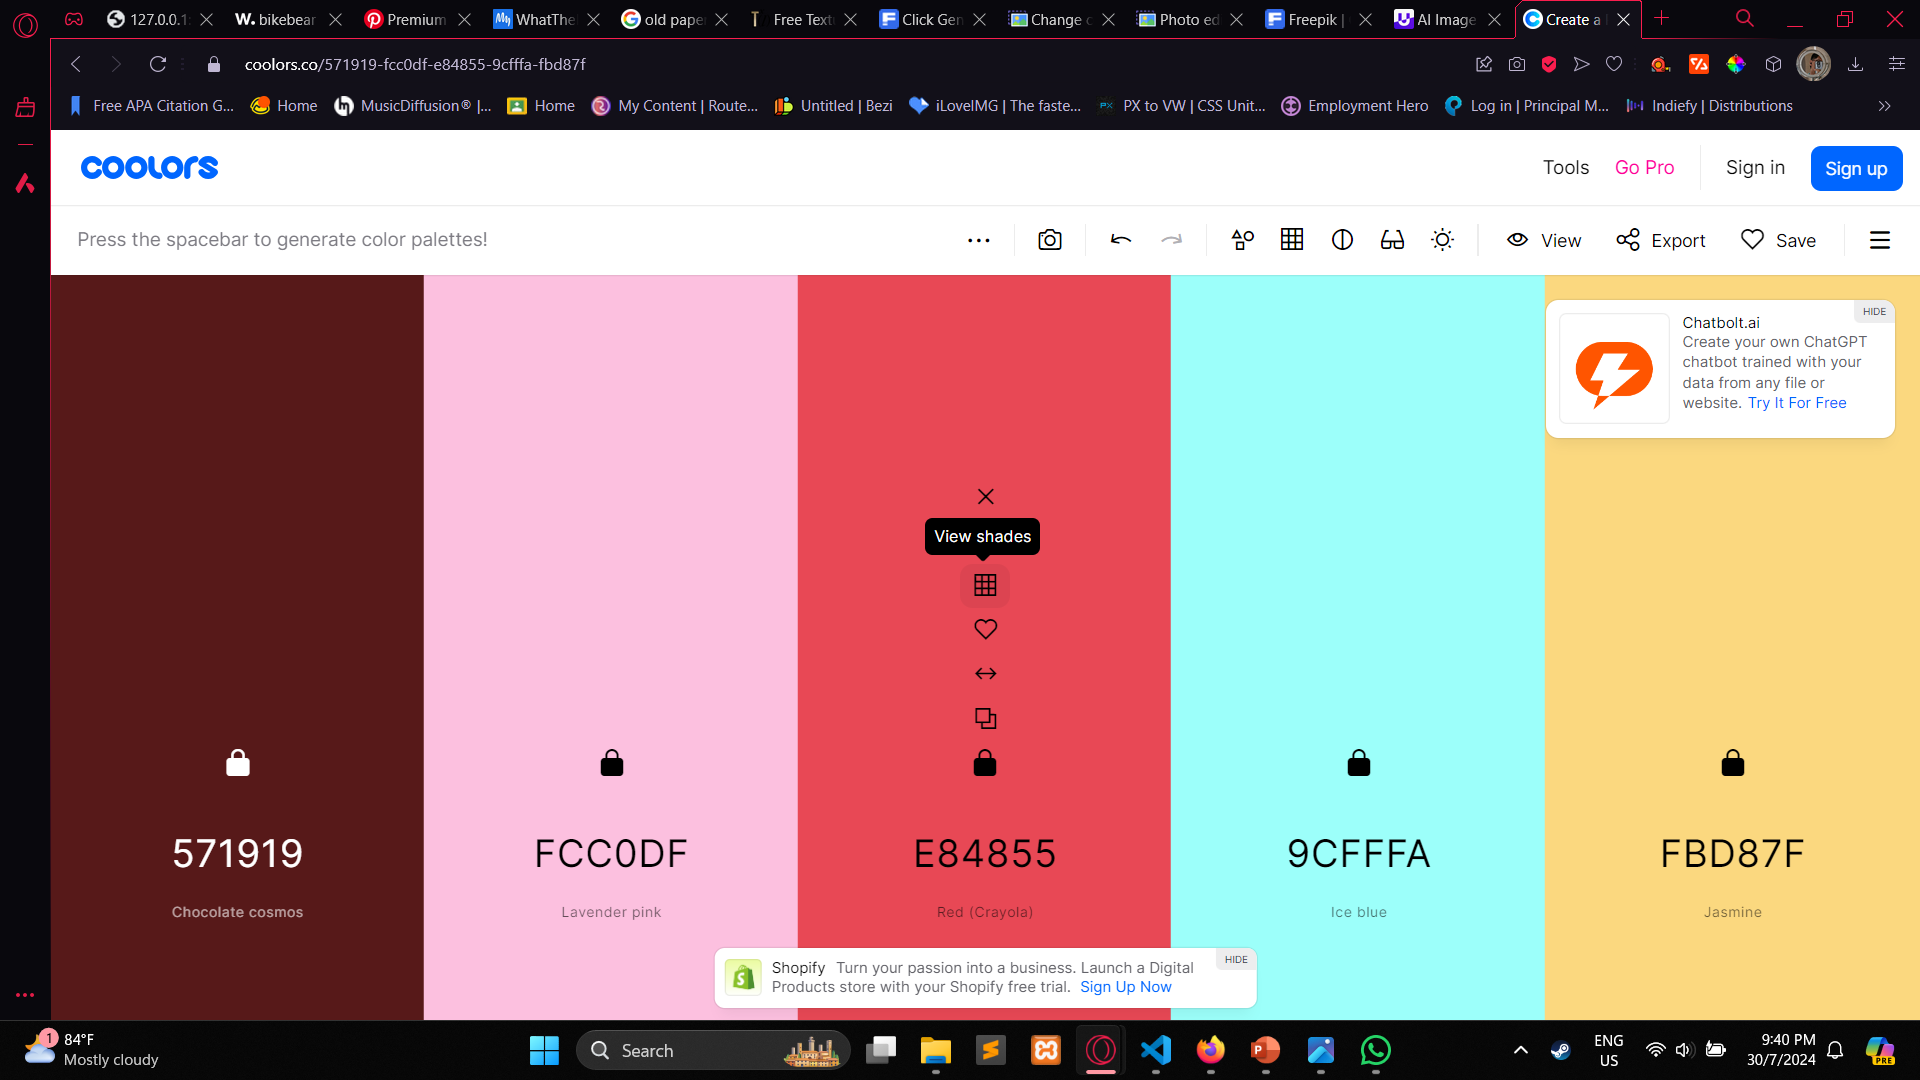 127.0.0.1:
W. bikebear
Premium
WhatThe
old pape
Free Text
Click Gen
Change c
Photo ed
Freepik |
AI Image
Create a
coolors.co/571919-fcc0df-e84855-9cfffa-fbd87f
Free APA Citation G...
Home
MusicDiffusion® |...
Home
My Content | Route...
Untitled | Bezi
iLoveIMG | The faste...
PX to VW | CSS Unit...
Employment Hero
Log in | Principal M...
Indiefy | Distributions
coolors
Tools
Go Pro
Sign in
Sign up
Press the spacebar to generate color palettes!
View
Export
Save
HIDE
Chatbolt.ai
Create your own ChatGPT
chatbot trained with your
data from any file or
website. Try It For Free
View shades
571919
FCC0DF
E84855
9CFFFA
FBD87F
Chocolate cosmos
Lavender pink
Red (Crayola)
Ice blue
Jasmine
HIDE
Shopify Turn your passion into a business. Launch a Digital
Products store with your Shopify free trial. Sign Up Now
1
84°F
Mostly cloudy
Search
ENG
US
9:40 PM
30/7/2024
PRE